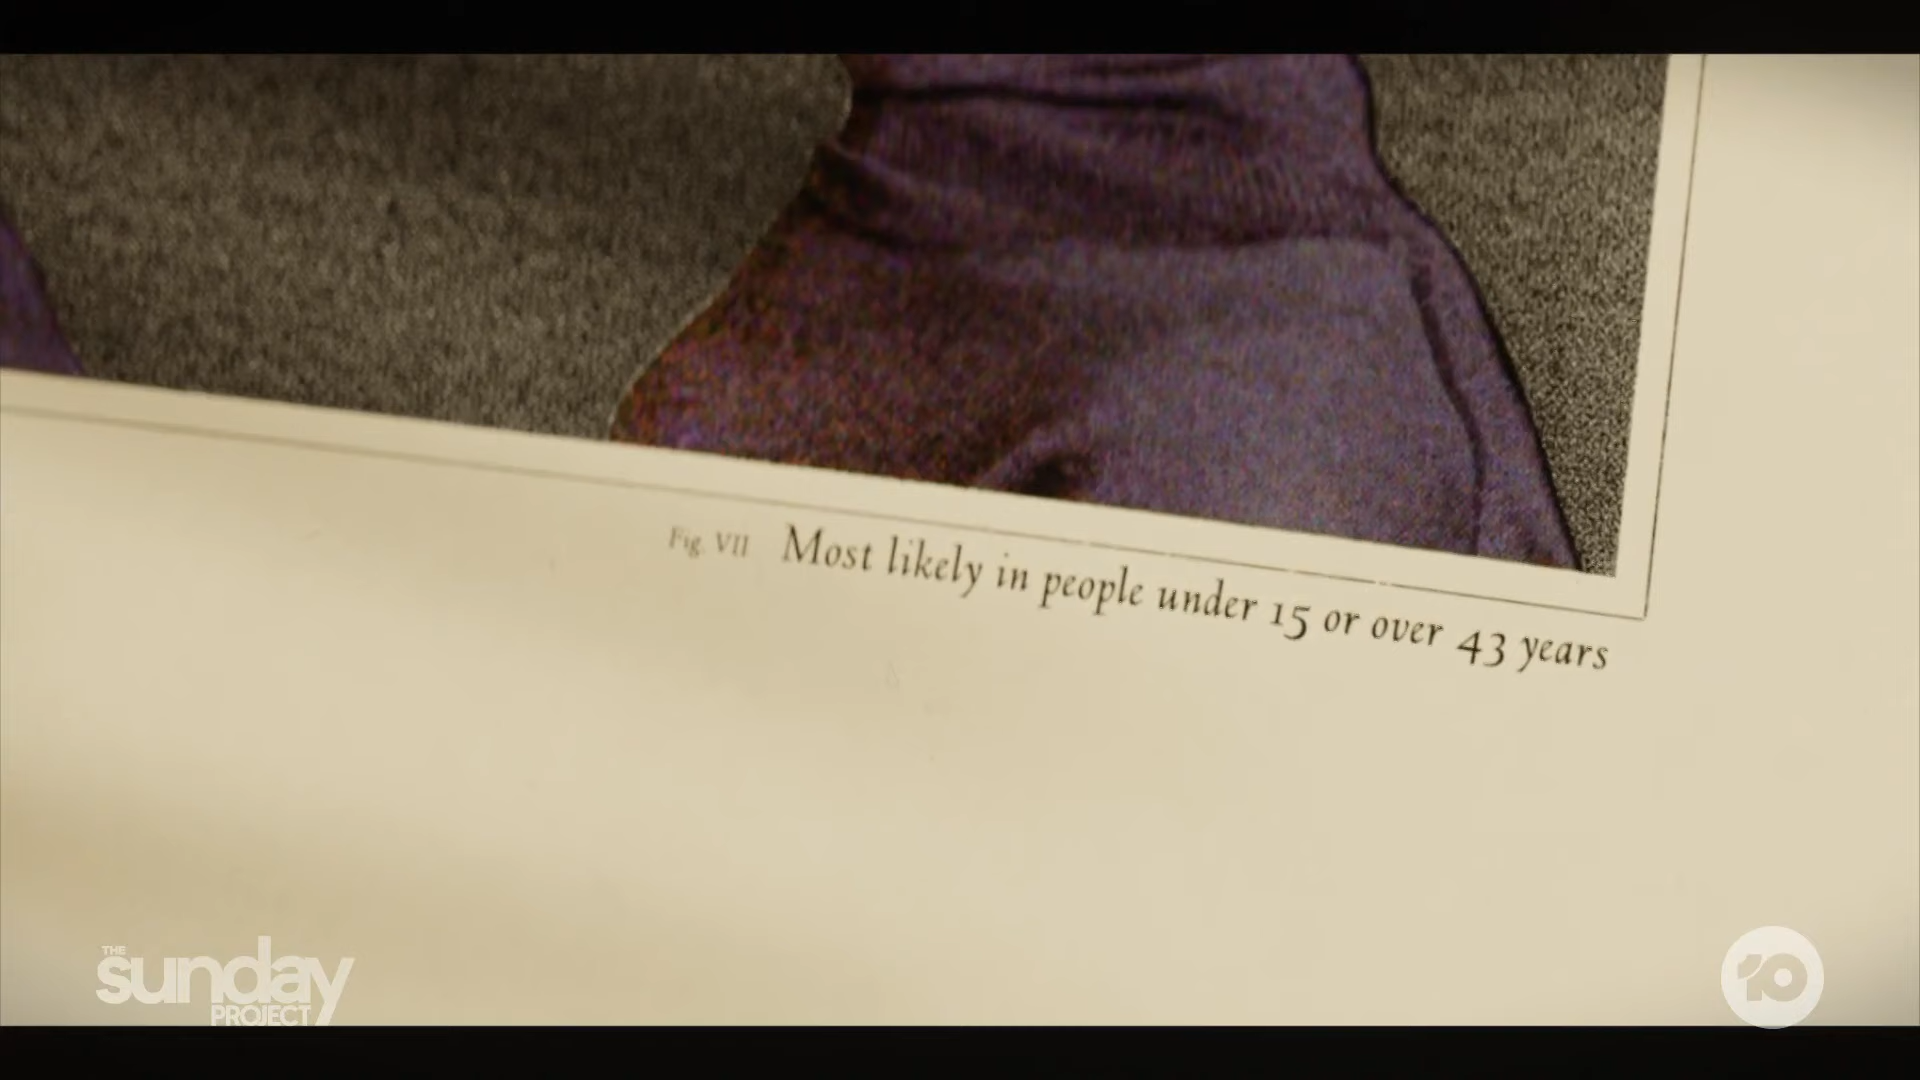 Fig. VII Most likely in people under 15 or over 43 years
THE
sunday
PROJECT
10